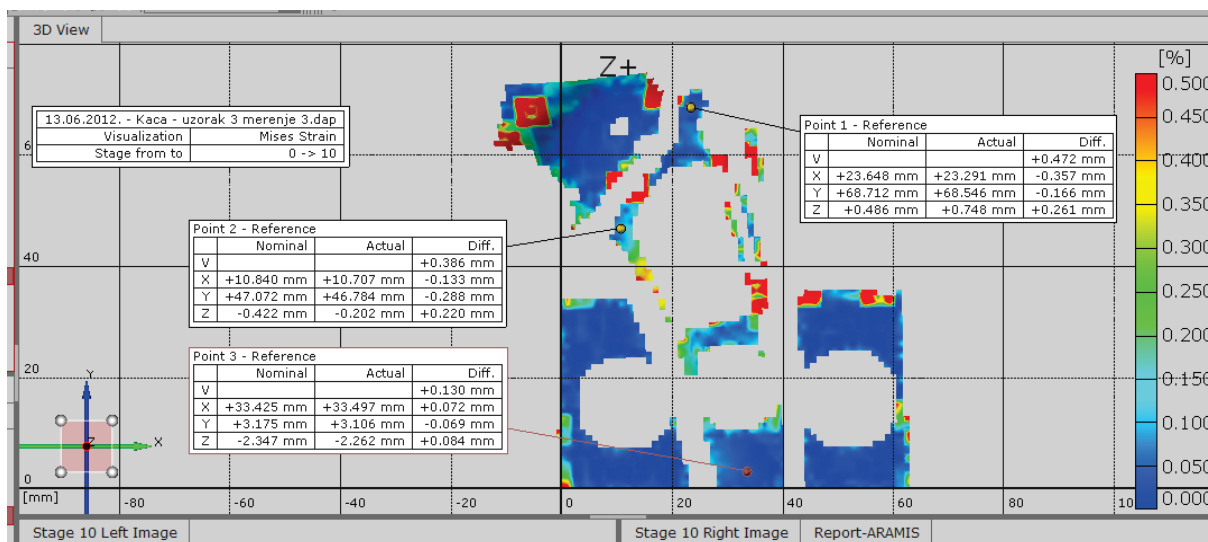 3D View
Z+
[%]
13.06.2012. - Kaca - uzorak 3 merenje 3.dap
Visualization Mises Strain
Stage from to 0 -> 10
Point 1 - Reference
Nominal Actual Diff.
V +0.472 mm
X +23.648 mm +23.291 mm -0.357 mm
Y +68.712 mm +68.546 mm -0.166 mm
Z +0.486 mm +0.748 mm +0.261 mm
Point 2 - Reference
Nominal Actual Diff.
V +0.386 mm
X +10.840 mm +10.707 mm -0.133 mm
Y +47.072 mm +46.784 mm -0.288 mm
Z -0.422 mm -0.202 mm +0.220 mm
Point 3 - Reference
Nominal Actual Diff.
V +0.130 mm
X +33.425 mm +33.497 mm +0.072 mm
Y +3.175 mm +3.106 mm -0.069 mm
Z -2.347 mm -2.262 mm +0.084 mm
0.500
0.450
0.400
0.350
0.300
0.250
0.200
0.150
0.100
0.050
0.000
6
40
20
0
Y
Z X
[mm] -80 -60 -40 -20 0 20 40 60 80 10
Stage 10 Left Image Stage 10 Right Image Report-ARAMIS